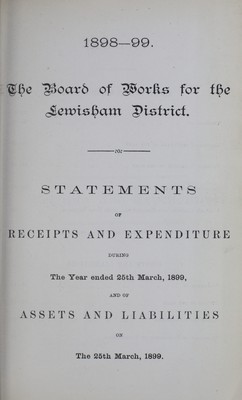 1898—99.
The Board of Works for the
Lewisham District.
STATEMENTS
OF
RECEIPTS AND EXPENDITURE
DURING
The Year ended 25th March, 1899,
AND OF
ASSETS AND LIABILITIES
ON
The 25th March, 1899.